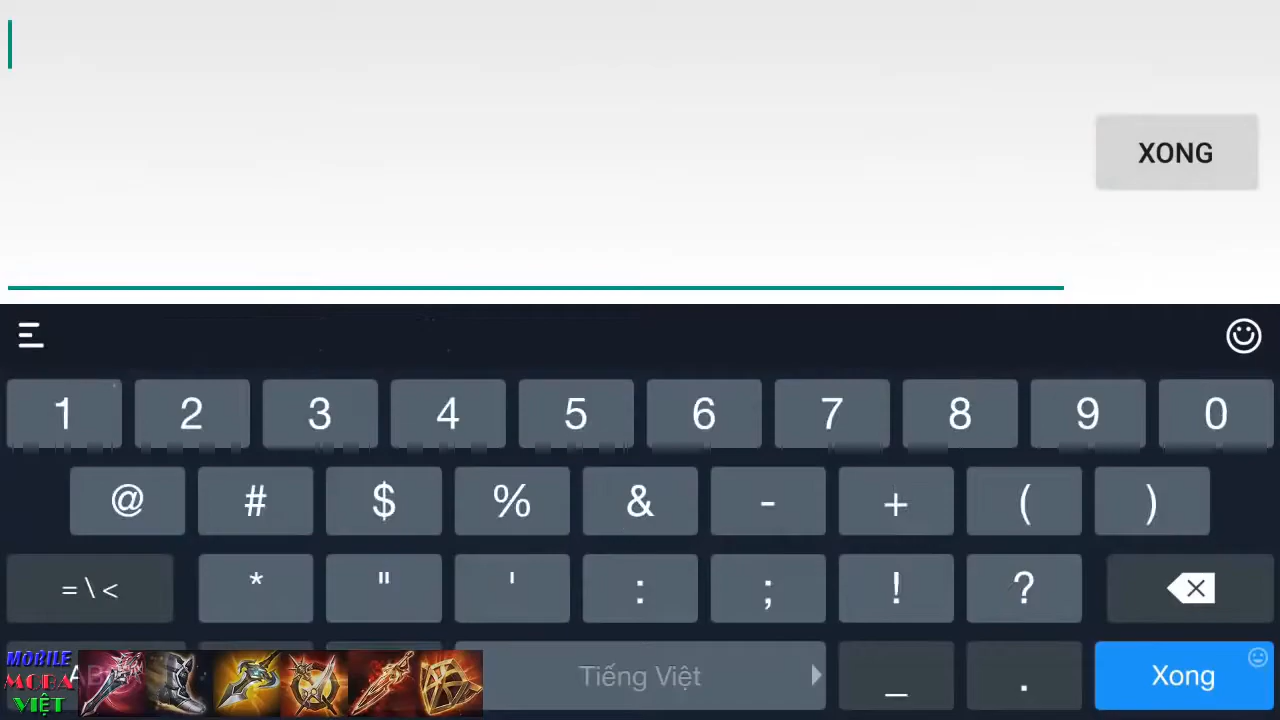 XONG
1 2 3 4 5 6 7 8 9 0
@ # $ % & - + ( )
= \ < * " ' : ; ! ?
Tiếng Việt _ . Xong
MOBILE
MOBA
VIỆT